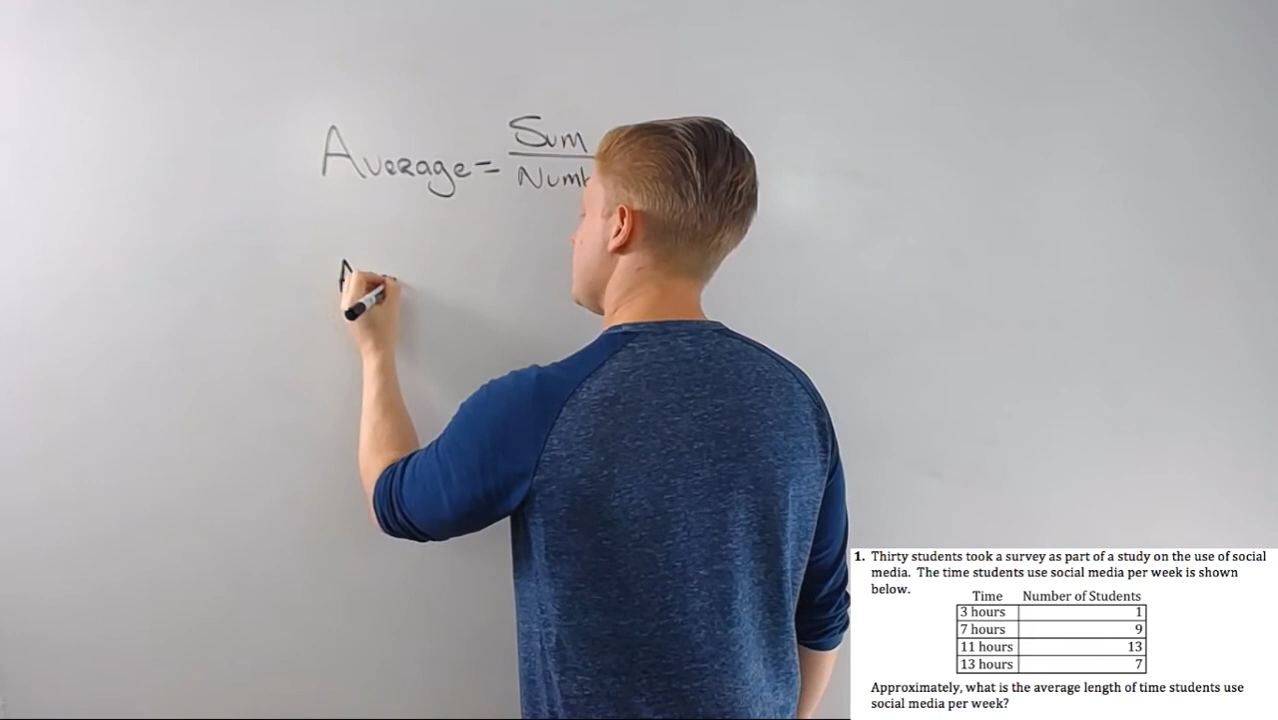 Average = Sum
Numb
A
1. Thirty students took a survey as part of a study on the use of social
media. The time students use social media per week is shown
below.
Time Number of Students
3 hours 1
7 hours 9
11 hours 13
13 hours 7
Approximately, what is the average length of time students use
social media per week?